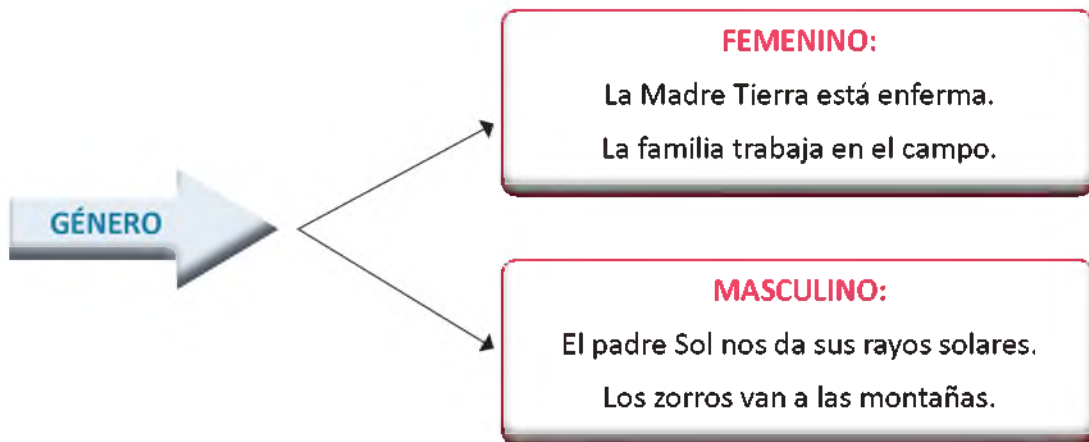 GÉNERO
FEMENINO:
La Madre Tierra está enferma.
La familia trabaja en el campo.
MASCULINO:
El padre Sol nos da sus rayos solares.
Los zorros van a las montañas.